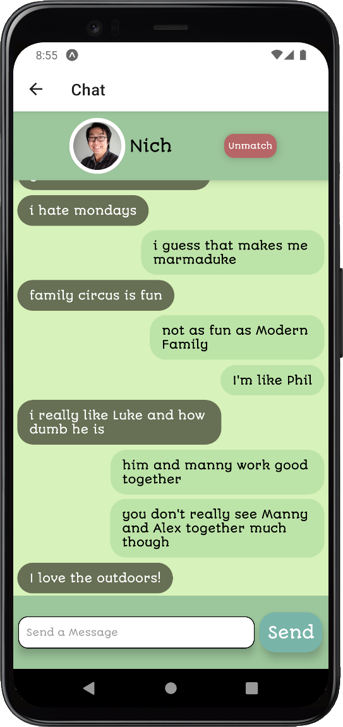 8:55
Chat
Nich
Unmatch
i hate mondays
i guess that makes me
marmaduke
family circus is fun
not as fun as Modern
Family
I'm like Phil
i really like Luke and how
dumb he is
him and manny work good
together
you don't really see Manny
and Alex together much
though
I love the outdoors!
Send a Message
Send